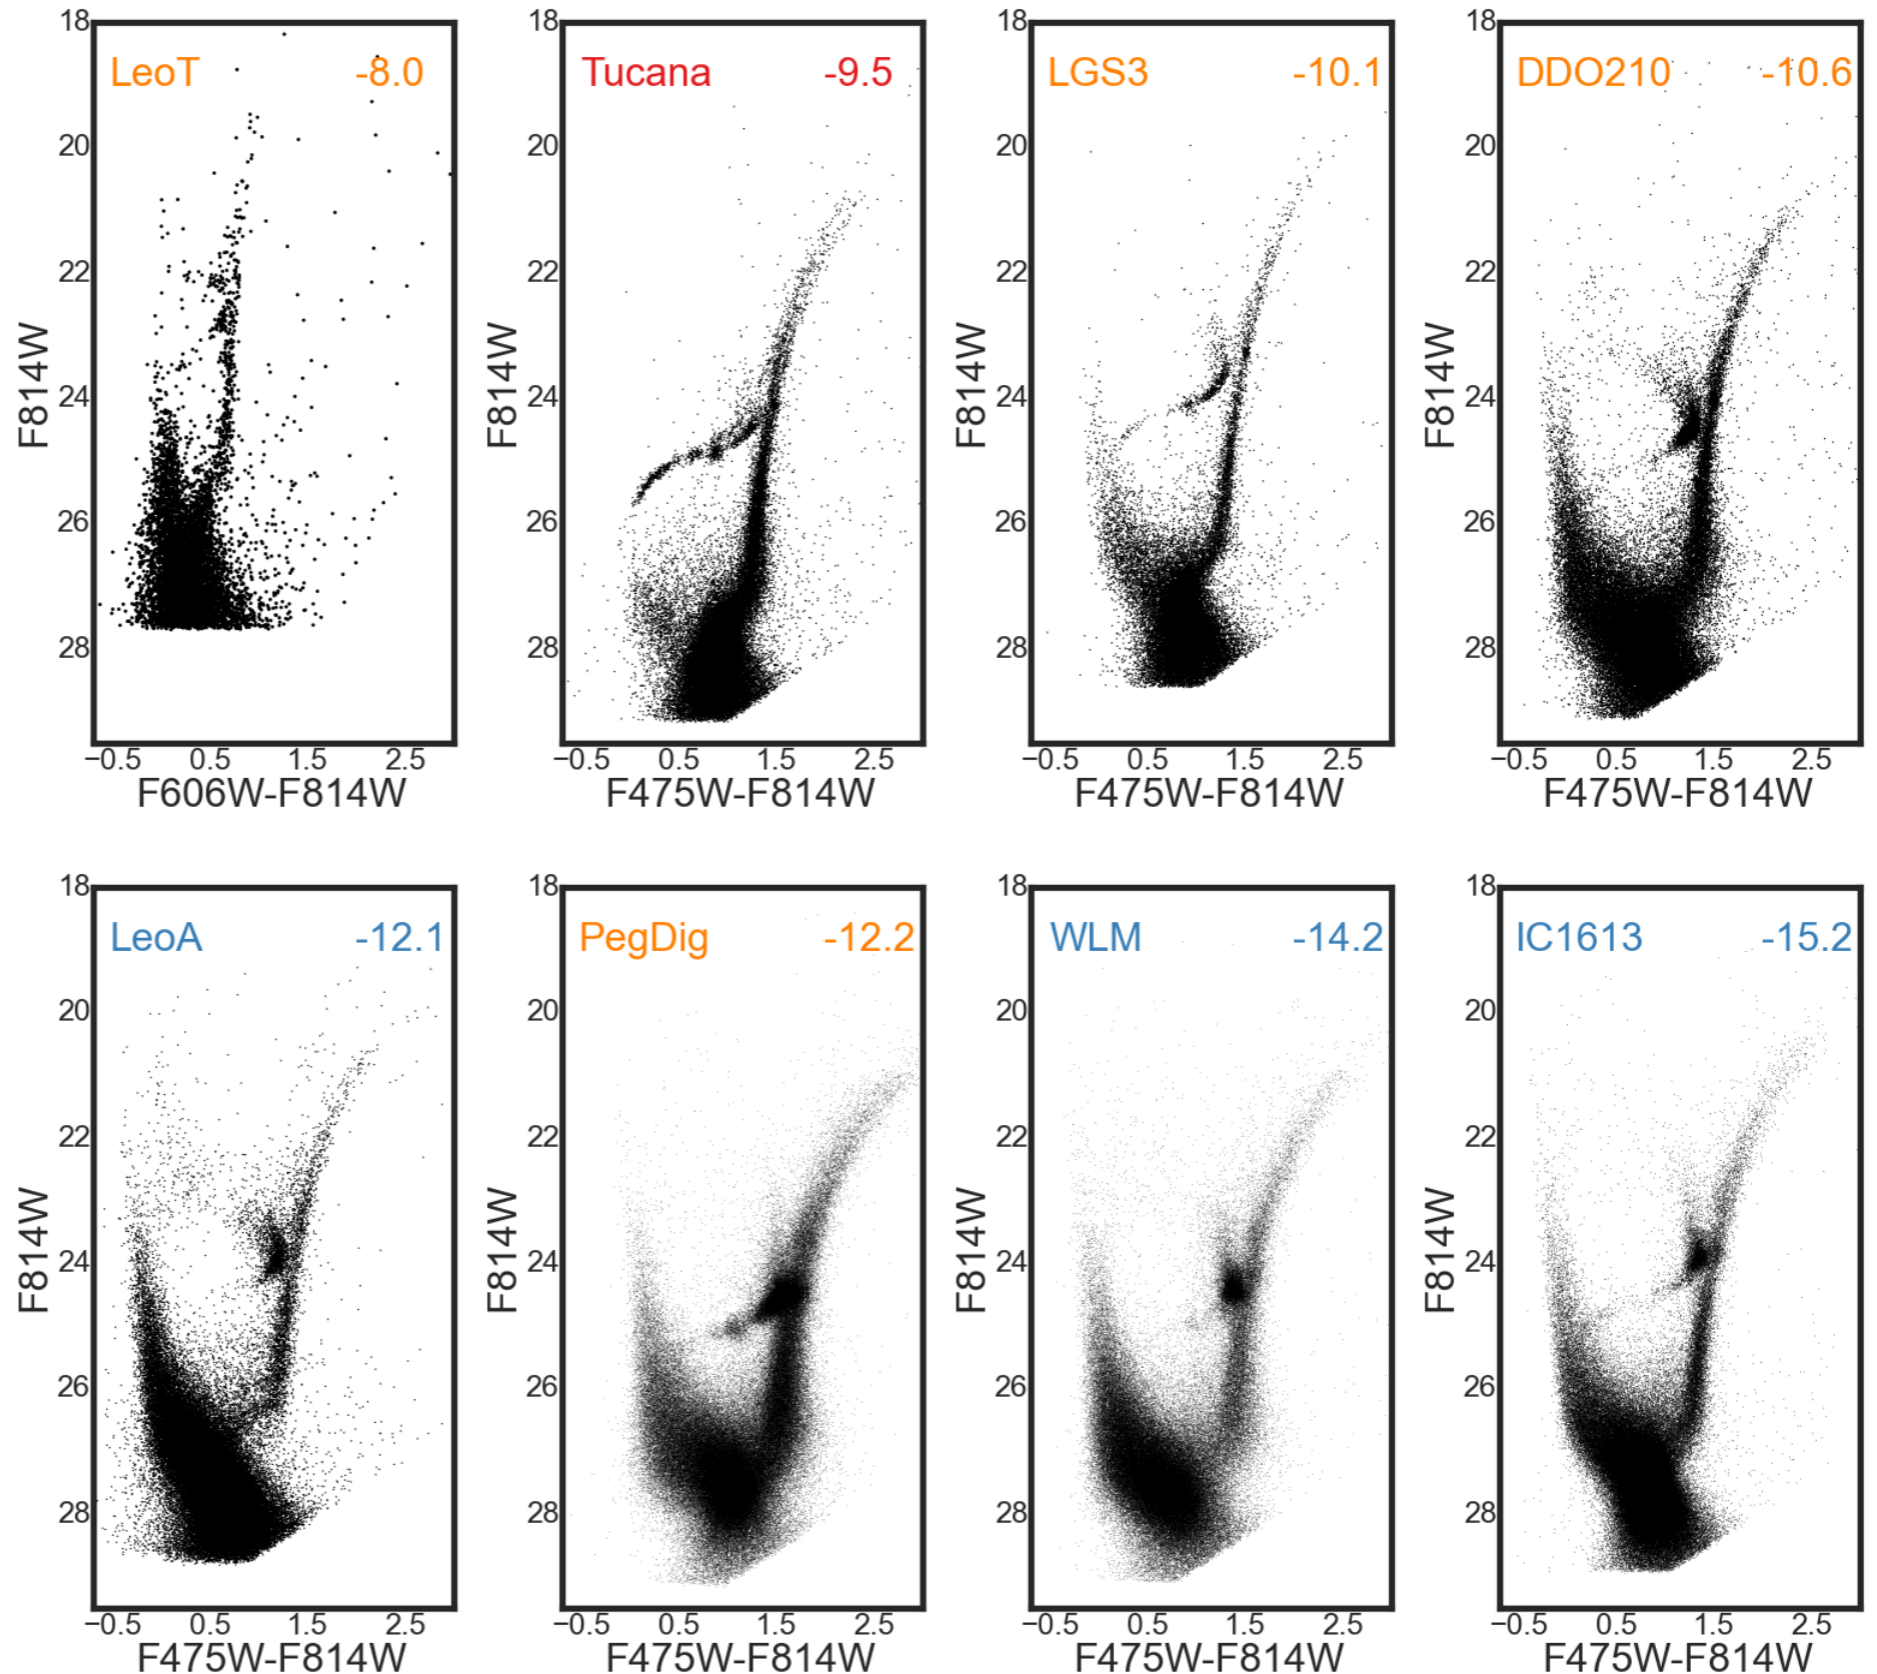 LeoT -8.0
18
20
22
24
26
28
F814W
−0.5 0.5 1.5 2.5
F606W-F814W
Tucana -9.5
18
20
22
24
26
28
F814W
−0.5 0.5 1.5 2.5
F475W-F814W
LGS3 -10.1
18
20
22
24
26
28
F814W
−0.5 0.5 1.5 2.5
F475W-F814W
DDO210 -10.6
18
20
22
24
26
28
F814W
−0.5 0.5 1.5 2.5
F475W-F814W
LeoA -12.1
18
20
22
24
26
28
F814W
−0.5 0.5 1.5 2.5
F475W-F814W
PegDig -12.2
18
20
22
24
26
28
F814W
−0.5 0.5 1.5 2.5
F475W-F814W
WLM -14.2
18
20
22
24
26
28
F814W
−0.5 0.5 1.5 2.5
F475W-F814W
IC1613 -15.2
18
20
22
24
26
28
F814W
−0.5 0.5 1.5 2.5
F475W-F814W